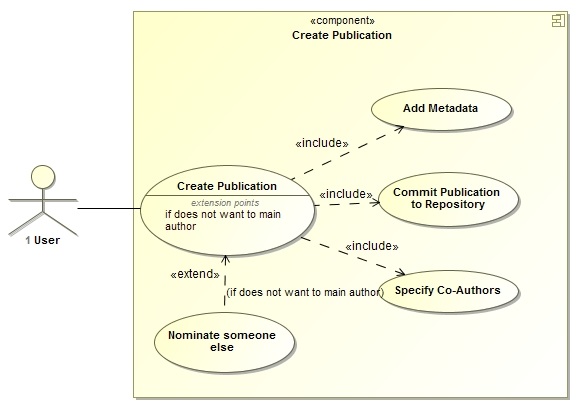 «component»
Create Publication
Add Metadata
«include»
Create Publication
extension points
if does not want to main
author
«include»
Commit Publication
to Repository
1 User
«include»
«extend»
(if does not want to main author)
Specify Co-Authors
Nominate someone
else